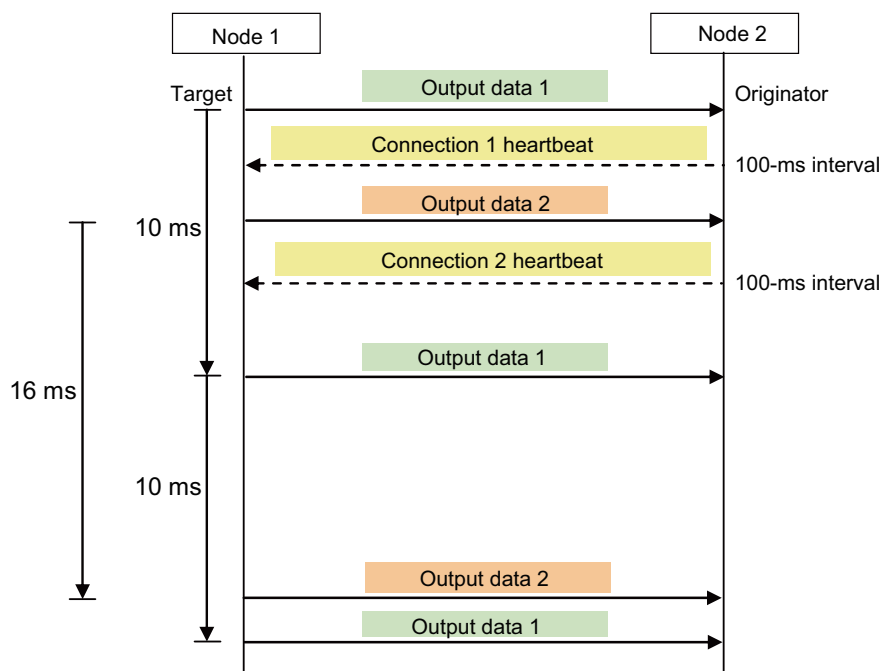 Node 1
Node 2
Target
Output data 1
Originator
Connection 1 heartbeat
100-ms interval
Output data 2
10 ms
Connection 2 heartbeat
100-ms interval
Output data 1
16 ms
10 ms
Output data 2
Output data 1